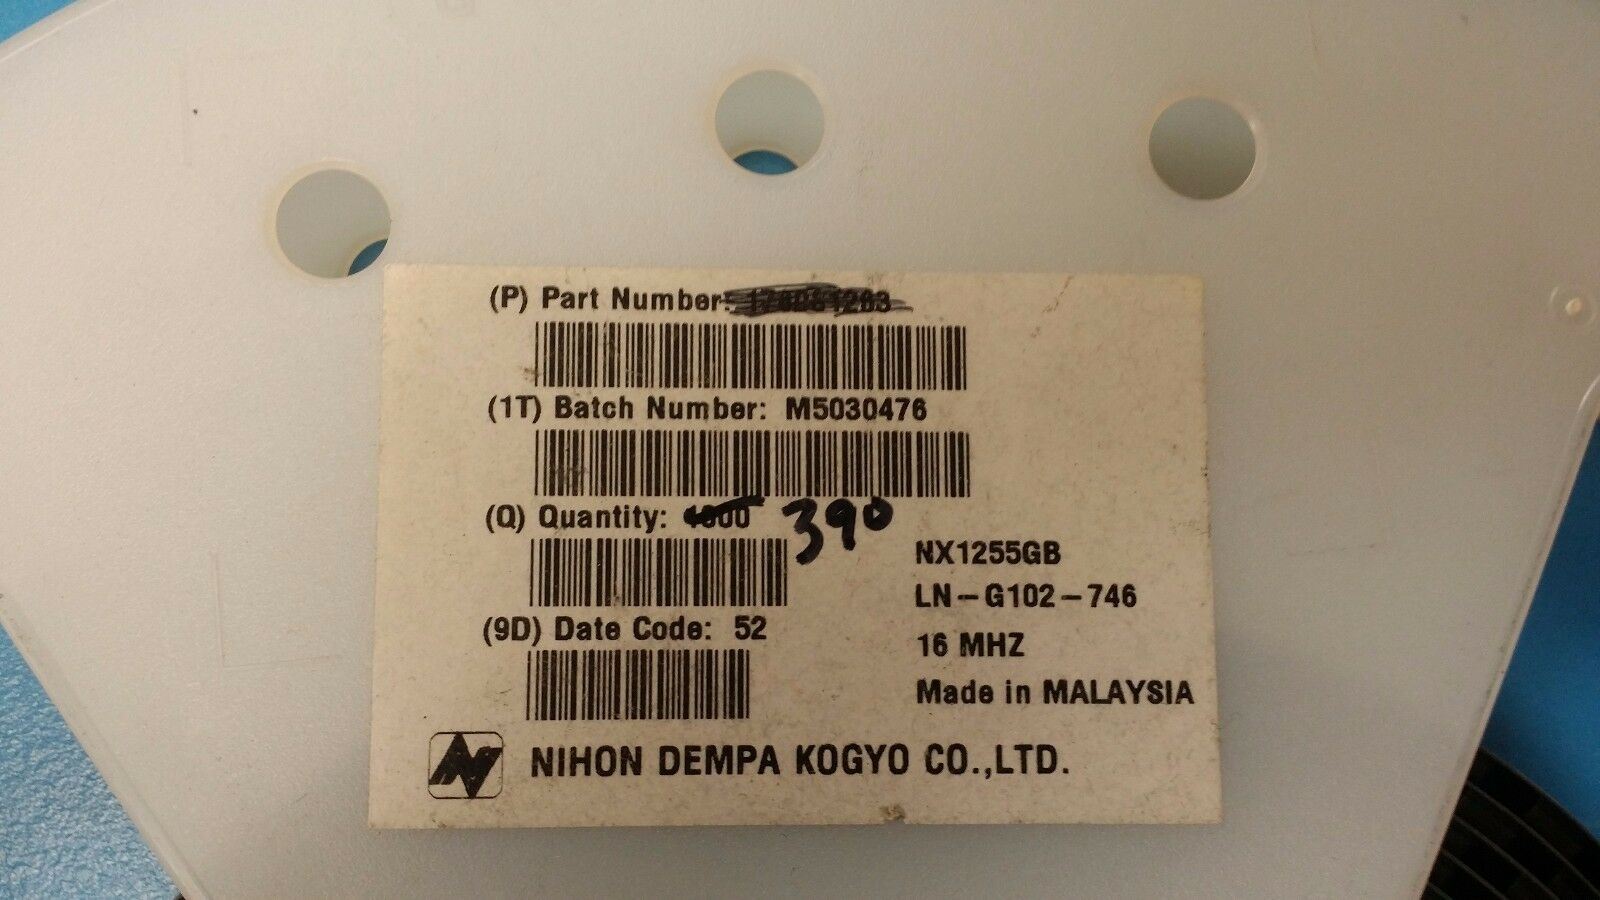 (P) Part Number:
(1T) Batch Number: M5030476
(Q) Quantity: 1000 390
NX1255GB
LN-G102-746
(9D) Date Code: 52
16 MHZ
Made in MALAYSIA
NIHON DEMPA KOGYO CO.,LTD.